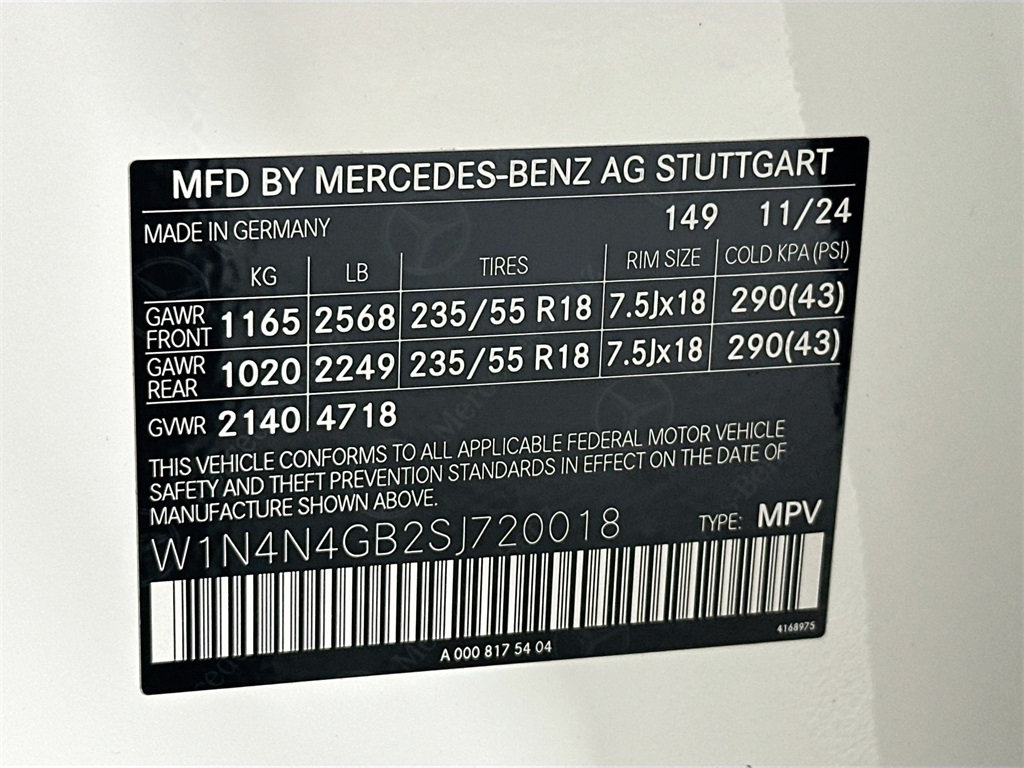 MFD BY MERCEDES-BENZ AG STUTTGART
MADE IN GERMANY 149 11/24
KG LB TIRES RIM SIZE COLD KPA (PSI)
GAWR FRONT 1165 2568 235/55 R18 7.5Jx18 290(43)
GAWR REAR 1020 2249 235/55 R18 7.5Jx18 290(43)
GVWR 2140 4718
THIS VEHICLE CONFORMS TO ALL APPLICABLE FEDERAL MOTOR VEHICLE
SAFETY AND THEFT PREVENTION STANDARDS IN EFFECT ON THE DATE OF
MANUFACTURE SHOWN ABOVE.
W1N4N4GB2SJ720018 TYPE: MPV
4168975
A 000 817 54 04